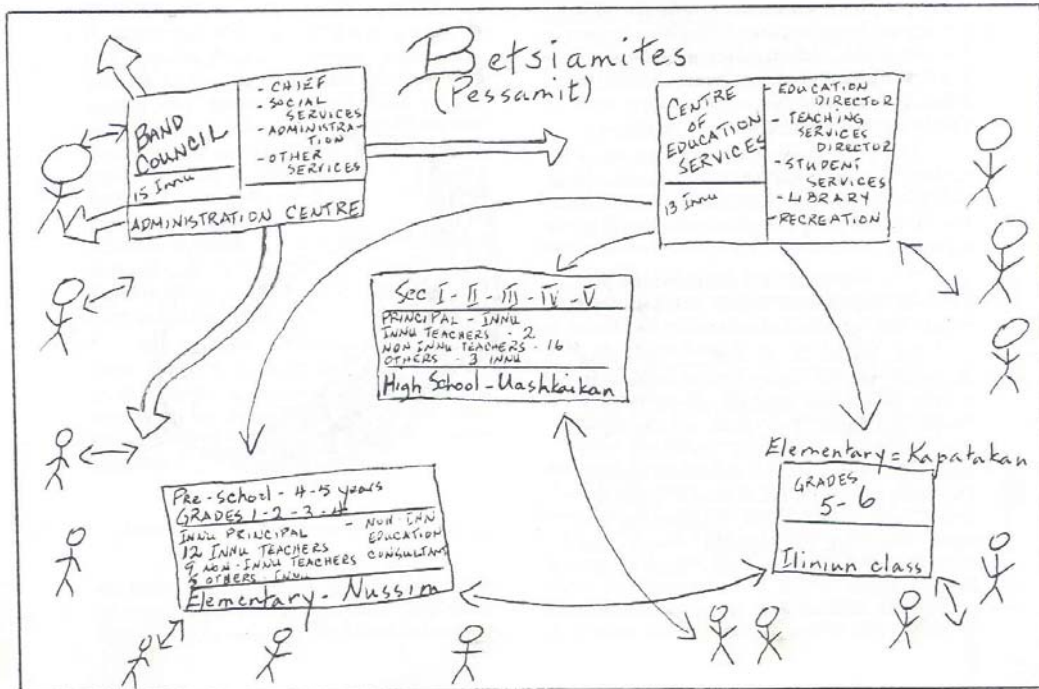 Betsiamites
(Pessamit)
BAND
COUNCIL
15 Innu
- CHIEF
- SOCIAL
SERVICES
- ADMINISTRA-
TION
- OTHER
SERVICES
ADMINISTRATION CENTRE
CENTRE
OF
EDUCATION
SERVICES
13 Innu
- EDUCATION
DIRECTOR
- TEACHING
SERVICES
DIRECTOR
- STUDENT
SERVICES
- LIBRARY
- RECREATION
Sec I - II - III - IV - V
PRINCIPAL - INNU
INNU TEACHERS - 2
NON INNU TEACHERS - 16
OTHERS - 3 INNU
High School - Uashkaikan
Pre-school - 4-5 years
GRADES 1 - 2 - 3 - 4
INNU PRINCIPAL
12 INNU TEACHERS
9 NON-INNU TEACHERS
OTHERS - INNU
- NON-INN
EDUCATION
CONSULTANT
Elementary - Nussim
Elementary = Kapatakan
GRADES
5-6
Iliniun class